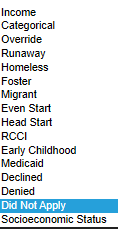 Income
Categorical
Override
Runaway
Homeless
Foster
Migrant
Even Start
Head Start
RCCI
Early Childhood
Medicaid
Declined
Denied
Did Not Apply
Socioeconomic Status